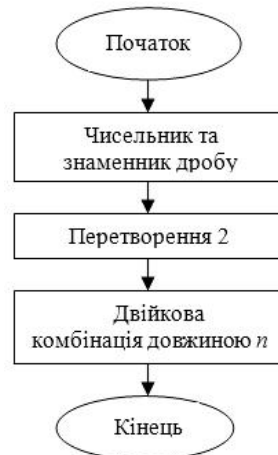 Початок
Чисельник та
знаменник дробу
Перетворення 2
Двійкова
комбінація довжиною n
Кінець